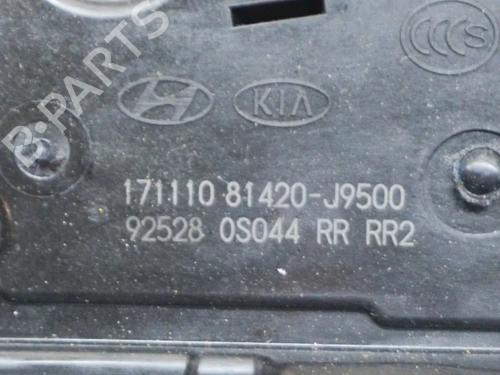 B-PARTS
CCC S
KIA
171110 81420-J9500
92528 0S044 RR RR2